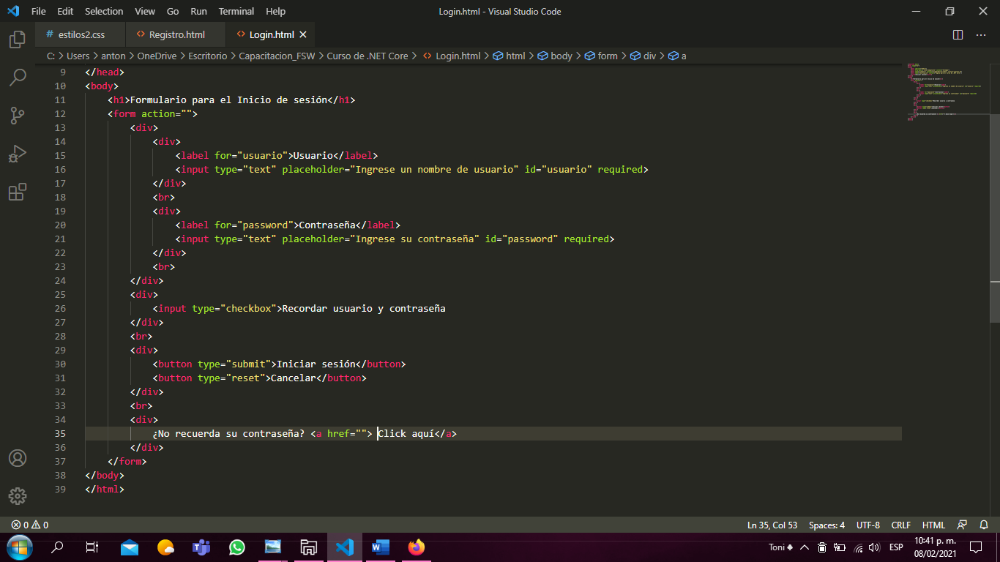 File Edit Selection View Go Run Terminal Help Login.html - Visual Studio Code
# estilos2.css <> Registro.html <> Login.html
C: > Users > anton > OneDrive > Escritorio > Capacitacion_FSW > Curso de .NET Core > <> Login.html > html > body > form > div > a
9 </head>
10 <body>
11 <h1>Formulario para el Inicio de sesión</h1>
12 <form action="">
13 <div>
14 <div>
15 <label for="usuario">Usuario</label>
16 <input type="text" placeholder="Ingrese un nombre de usuario" id="usuario" required>
17 </div>
18 <br>
19 <div>
20 <label for="password">Contraseña</label>
21 <input type="text" placeholder="Ingrese su contraseña" id="password" required>
22 </div>
23 <br>
24 </div>
25 <div>
26 <input type="checkbox">Recordar usuario y contraseña
27 </div>
28 <br>
29 <div>
30 <button type="submit">Iniciar sesión</button>
31 <button type="reset">Cancelar</button>
32 </div>
33 <br>
34 <div>
35 ¿No recuerda su contraseña? <a href=""> Click aquí</a>
36 </div>
37 </form>
38 </body>
39 </html>
0 0 Ln 35, Col 53 Spaces: 4 UTF-8 CRLF HTML
Toni ♣ ESP 10:41 p. m.
08/02/2021